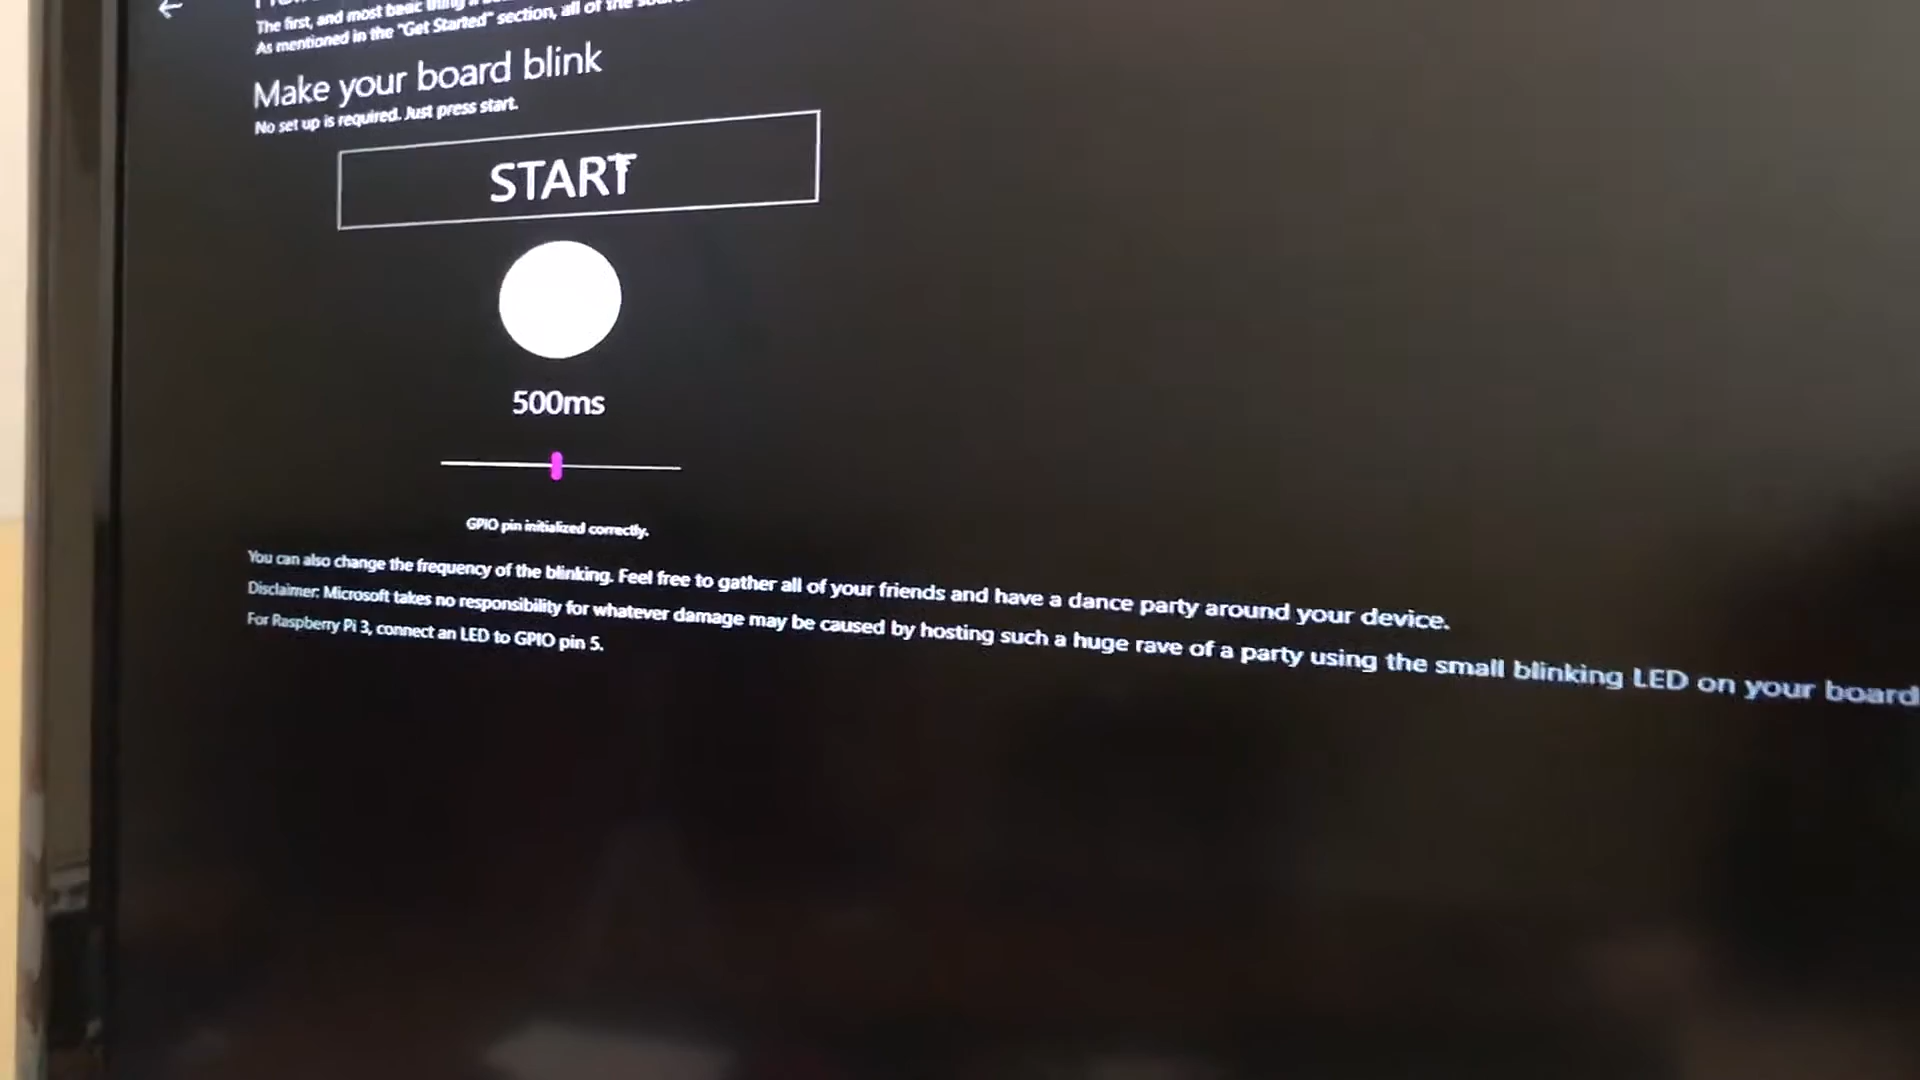 The first, and most basic thing
As mentioned in the "Get Started" section, all of the
Make your board blink
No set up is required. Just press start.
START
500ms
GPIO pin initialized correctly.
You can also change the frequency of the blinking. Feel free to gather all of your friends and have a dance party around your device.
Disclaimer: Microsoft takes no responsibility for whatever damage may be caused by hosting such a huge rave of a party using the small blinking LED on your board
For Raspberry Pi 3, connect an LED to GPIO pin 5.